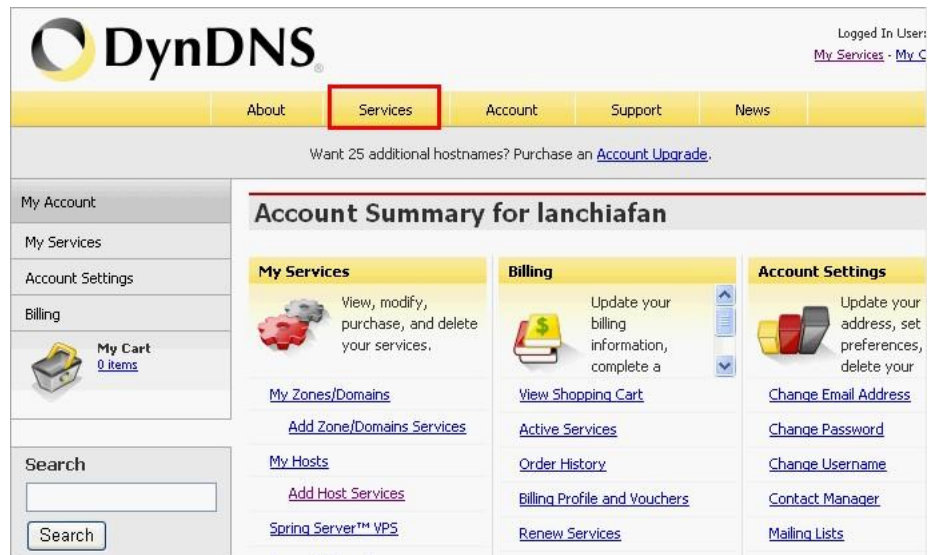 DynDNS®
Logged In User:
My Services - My C
About Services Account Support News
Want 25 additional hostnames? Purchase an Account Upgrade.
My Account
My Services
Account Settings
Billing
My Cart
0 items
Search
Search
Account Summary for lanchiafan
My Services
View, modify,
purchase, and delete
your services.
My Zones/Domains
Add Zone/Domains Services
My Hosts
Add Host Services
Spring Server™ VPS
Billing
Update your
billing
information,
complete a
View Shopping Cart
Active Services
Order History
Billing Profile and Vouchers
Renew Services
Account Settings
Update your
address, set
preferences,
delete your
Change Email Address
Change Password
Change Username
Contact Manager
Mailing Lists